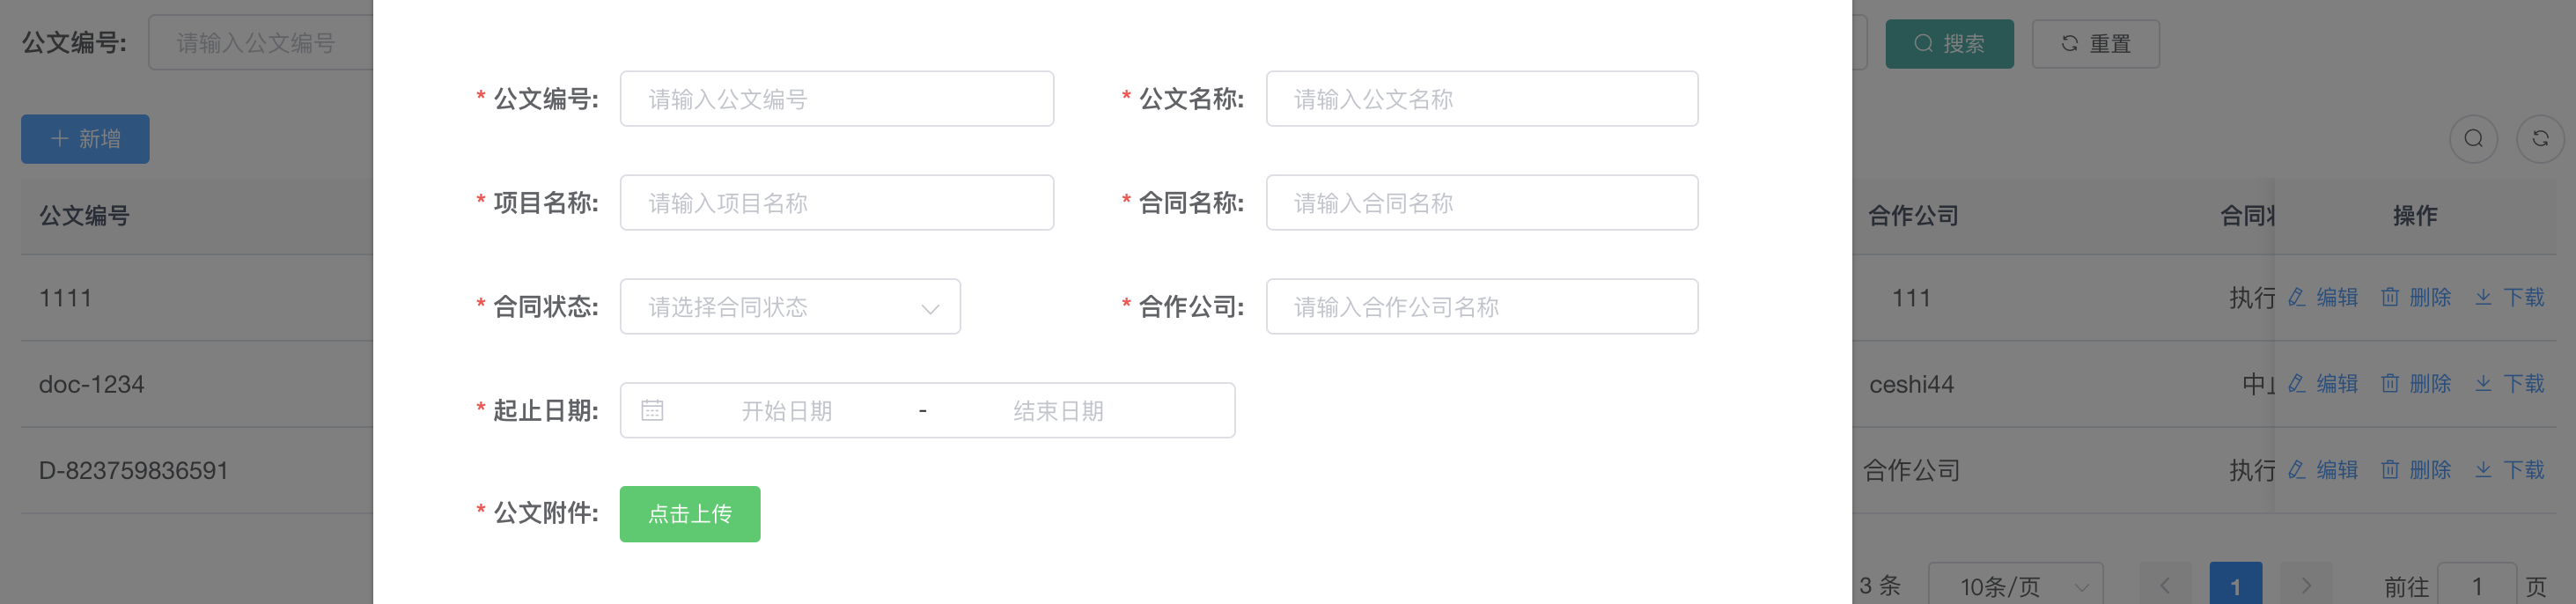 公文编号: 请输入公文编号
搜索 重置
* 公文编号: 请输入公文编号 * 公文名称: 请输入公文名称
+ 新增
* 项目名称: 请输入项目名称 * 合同名称: 请输入合同名称
公文编号 合作公司 合同 操作
* 合同状态: 请选择合同状态 * 合作公司: 请输入合作公司名称
1111 111 执行 编辑 删除 下载
doc-1234 ceshi44 中 编辑 删除 下载
* 起止日期: 开始日期 - 结束日期
D-823759836591 合作公司 执行 编辑 删除 下载
* 公文附件: 点击上传
3 条 10条/页 1 前往 1 页